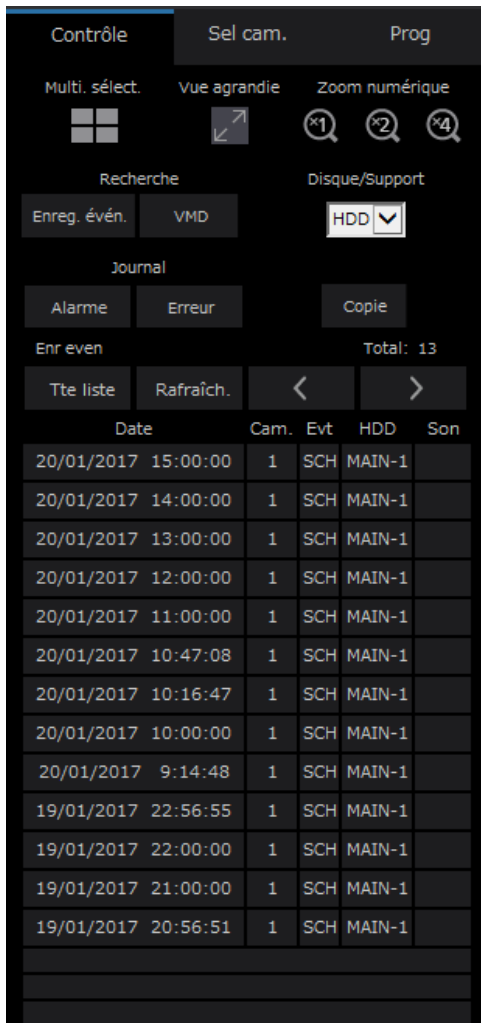 Contrôle Sel cam. Prog
Multi. sélect. Vue agrandie Zoom numérique
×1 ×2 ×4
Recherche Disque/Support
Enreg. évén. VMD HDD
Journal
Alarme Erreur Copie
Enr even Total: 13
Tte liste Rafraîch. < >
Date Cam. Evt HDD Son
20/01/2017 15:00:00 1 SCH MAIN-1
20/01/2017 14:00:00 1 SCH MAIN-1
20/01/2017 13:00:00 1 SCH MAIN-1
20/01/2017 12:00:00 1 SCH MAIN-1
20/01/2017 11:00:00 1 SCH MAIN-1
20/01/2017 10:47:08 1 SCH MAIN-1
20/01/2017 10:16:47 1 SCH MAIN-1
20/01/2017 10:00:00 1 SCH MAIN-1
20/01/2017 9:14:48 1 SCH MAIN-1
19/01/2017 22:56:55 1 SCH MAIN-1
19/01/2017 22:00:00 1 SCH MAIN-1
19/01/2017 21:00:00 1 SCH MAIN-1
19/01/2017 20:56:51 1 SCH MAIN-1